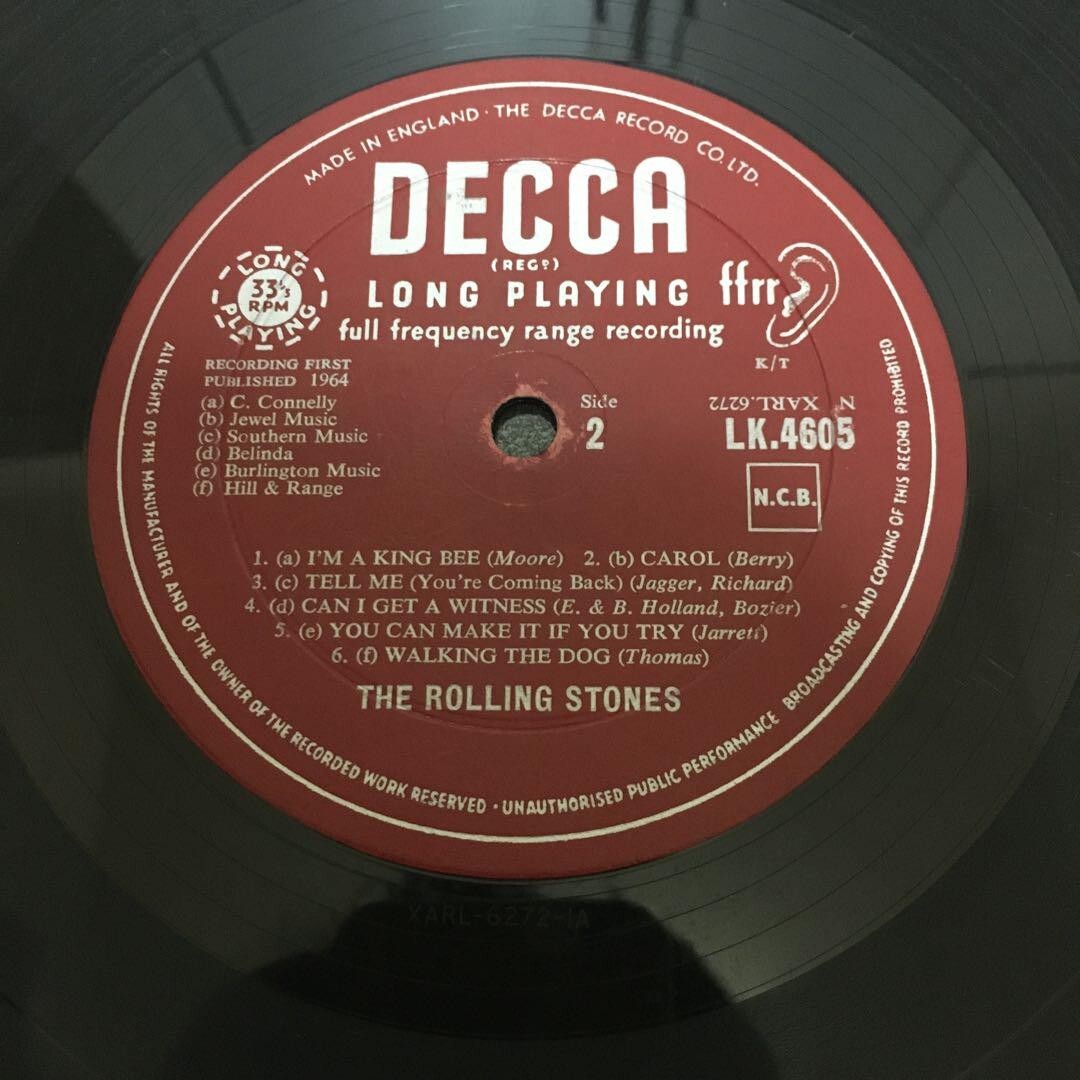 MADE IN ENGLAND · THE DECCA RECORD CO. LTD.
DECCA
(REGD)
LONG PLAYING
33⅓ RPM
LONG PLAYING
ffrr
full frequency range recording
K/T
RECORDING FIRST
PUBLISHED 1964
(a) C. Connelly
(b) Jewel Music
(c) Southern Music
(d) Belinda
(e) Burlington Music
(f) Hill & Range
Side
2
N XARL.6272
LK.4605
N.C.B.
1. (a) I'M A KING BEE (Moore) 2. (b) CAROL (Berry)
3. (c) TELL ME (You're Coming Back) (Jagger, Richard)
4. (d) CAN I GET A WITNESS (E. & B. Holland, Bozier)
5. (e) YOU CAN MAKE IT IF YOU TRY (Jarrett)
6. (f) WALKING THE DOG (Thomas)
THE ROLLING STONES
ALL RIGHTS OF THE MANUFACTURER AND OF THE OWNER OF THE RECORDED WORK RESERVED · UNAUTHORISED PUBLIC PERFORMANCE BROADCASTING AND COPYING OF THIS RECORD PROHIBITED
XARL-6272-1A